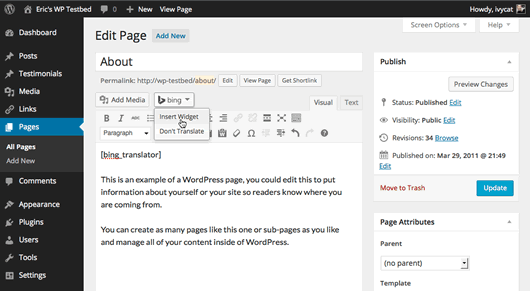 Eric's WP Testbed
1
0
+ New
View Page
Howdy, ivycat
Screen Options
Help
Dashboard
Posts
Testimonials
Media
Links
Pages
All Pages
Add New
Comments
Appearance
Plugins
Users
Tools
Settings
Edit Page
Add New
About
Permalink: http://wp-testbed/about/
Edit
View Page
Get Shortlink
Add Media
bing
Visual
Text
Insert Widget
Don't Translate
B I ABC
Paragraph
[bing_translator]
This is an example of a WordPress page, you could edit this to put
information about yourself or your site so readers know where you
are coming from.
You can create as many pages like this one or sub-pages as you like
and manage all of your content inside of WordPress.
Publish
Preview Changes
Status: Published Edit
Visibility: Public Edit
Revisions: 34 Browse
Published on: Mar 29, 2011 @ 21:49
Edit
Move to Trash
Update
Page Attributes
Parent
(no parent)
Template